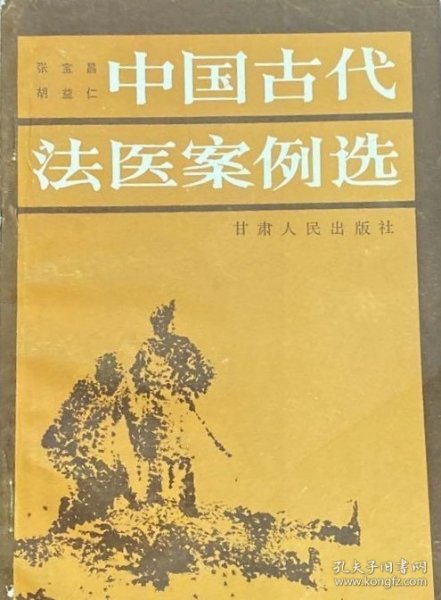 张宝昌
胡益仁
中国古代
法医案例选
甘肃人民出版社
孔夫子旧书网
www.kongfz.com